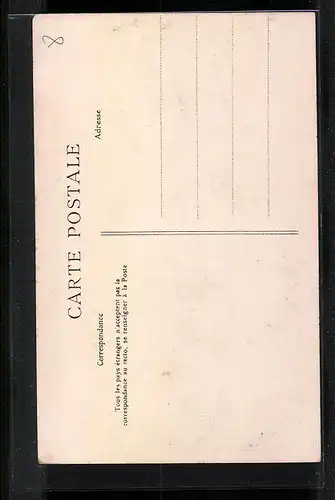 CARTE POSTALE
Correspondance
Adresse
Tous les pays étrangers n'acceptent pas la
correspondance au recto, se renseigner à la Poste
8